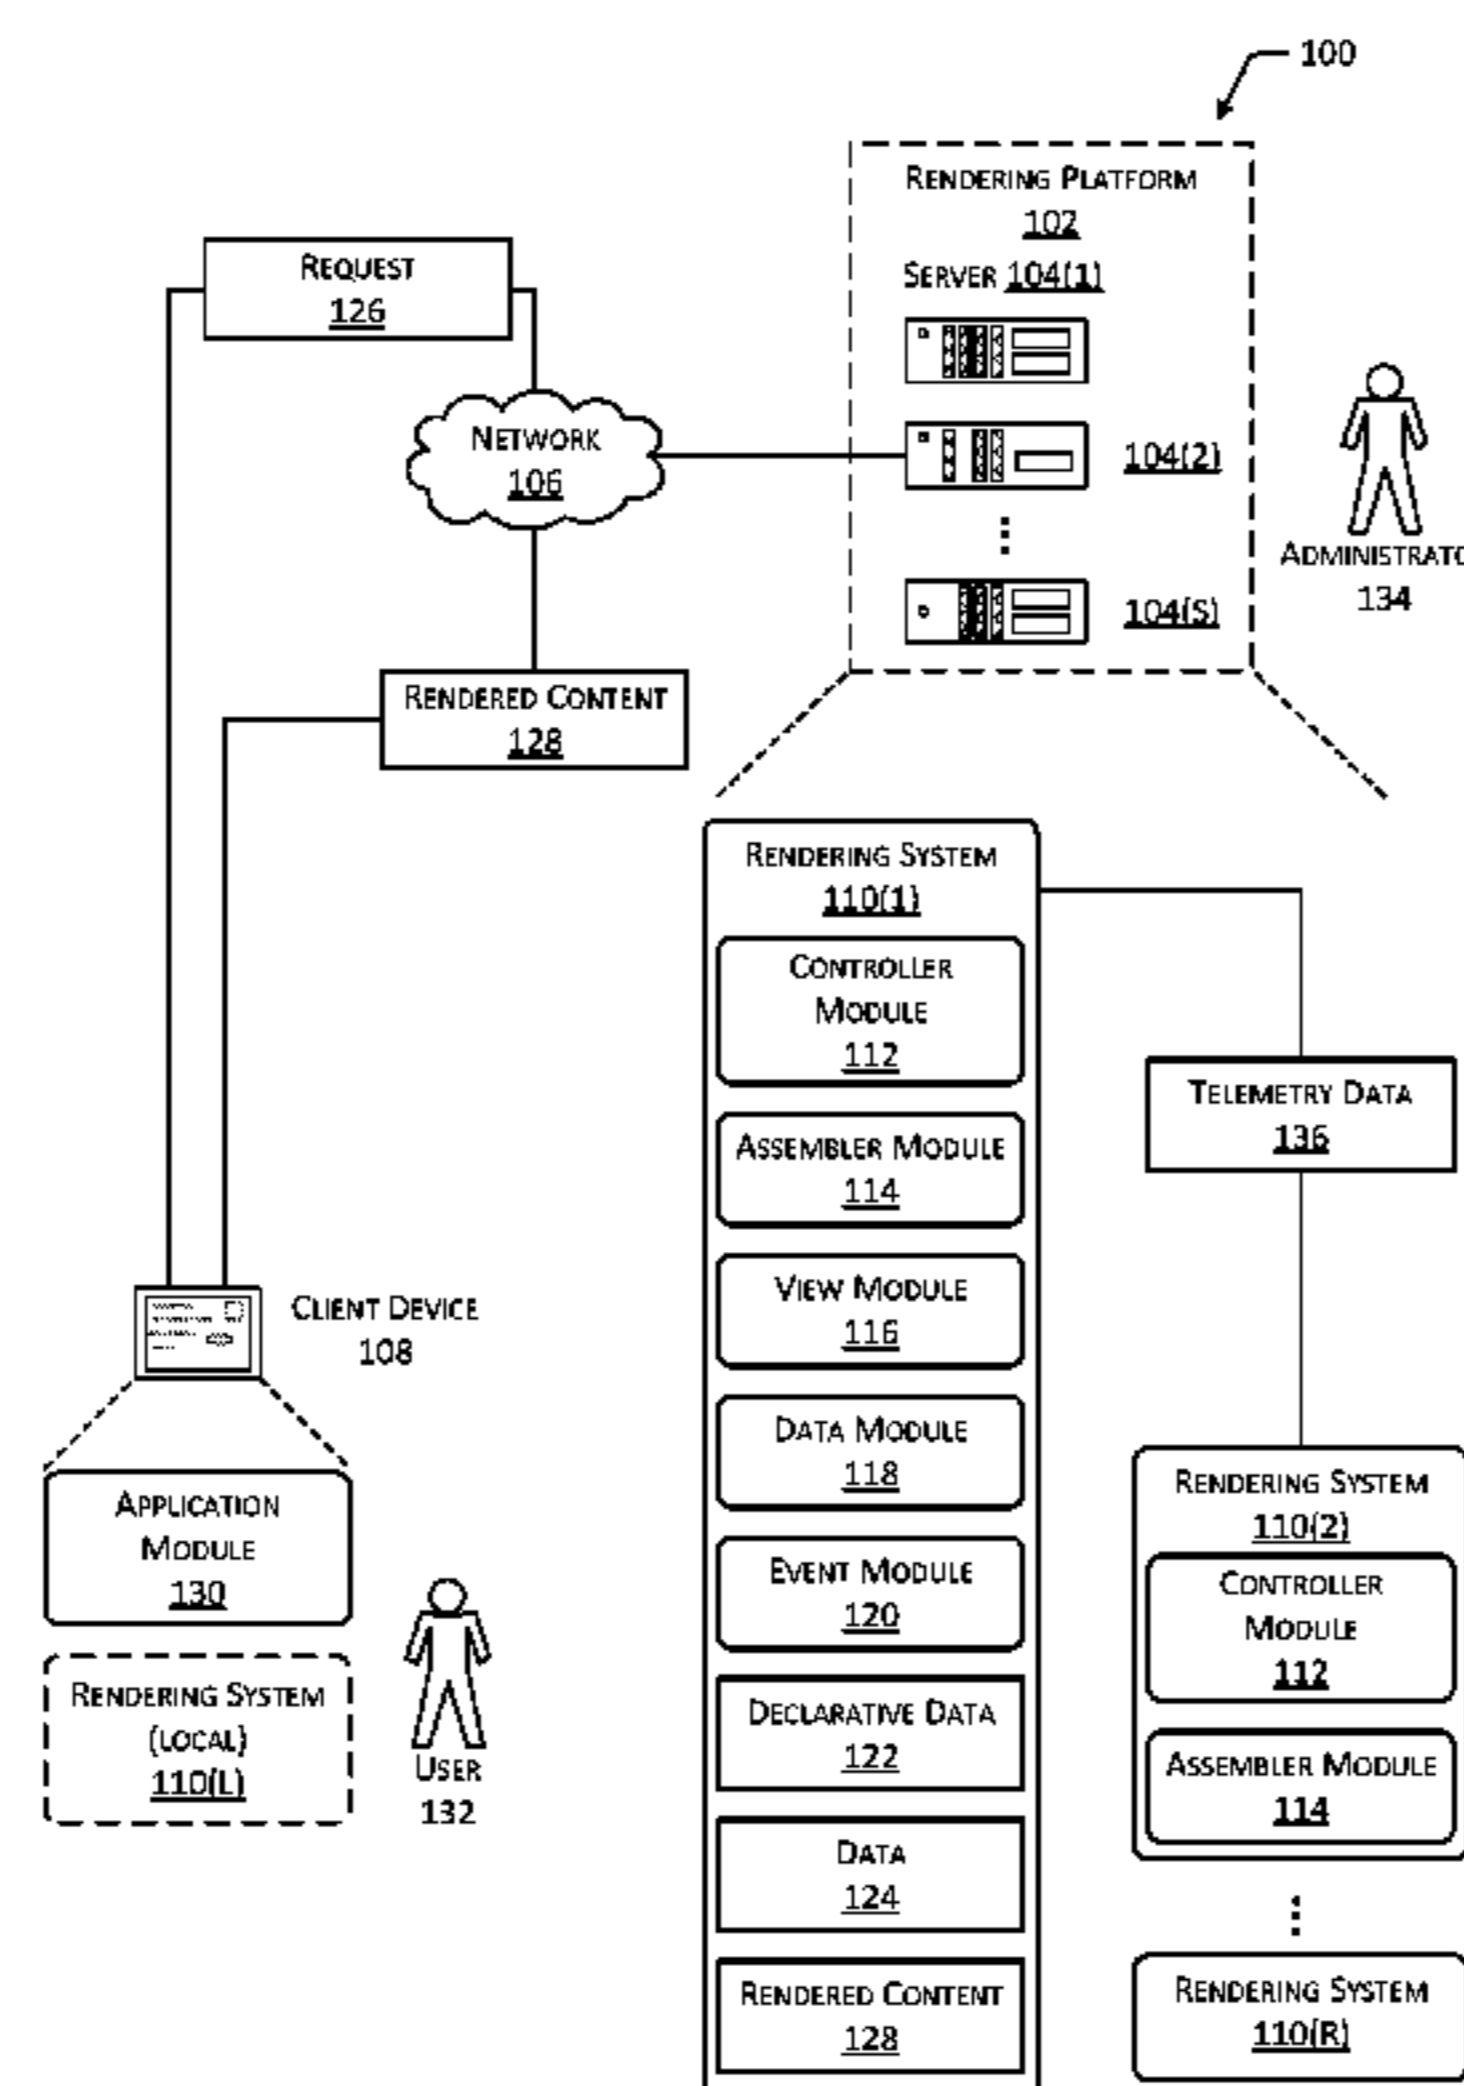 100
RENDERING PLATFORM
102
SERVER 104(1)
104(2)
104(S)
ADMINISTRATO
134
REQUEST
126
NETWORK
106
RENDERED CONTENT
128
CLIENT DEVICE
108
APPLICATION
MODULE
130
RENDERING SYSTEM
(LOCAL)
110(L)
USER
132
RENDERING SYSTEM
110(1)
CONTROLLER
MODULE
112
ASSEMBLER MODULE
114
VIEW MODULE
116
DATA MODULE
118
EVENT MODULE
120
DECLARATIVE DATA
122
DATA
124
RENDERED CONTENT
128
TELEMETRY DATA
136
RENDERING SYSTEM
110(2)
CONTROLLER
MODULE
112
ASSEMBLER MODULE
114
RENDERING SYSTEM
110(R)